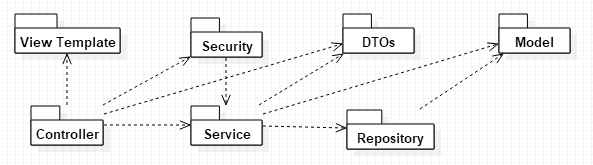 View Template
Security
DTOs
Model
Controller
Service
Repository